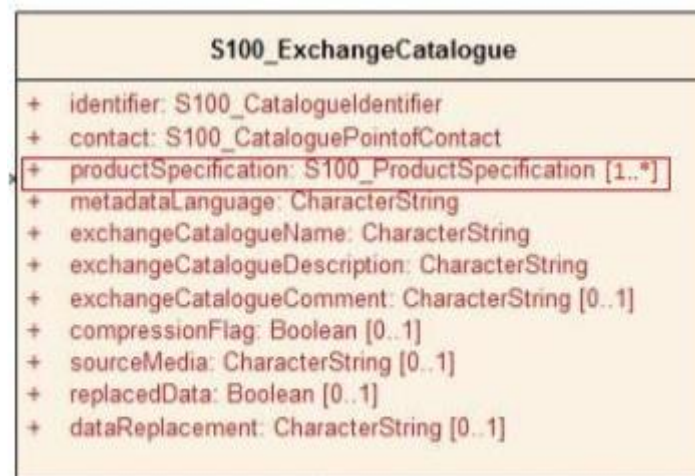 S100_ExchangeCatalogue
+ identifier: S100_CatalogueIdentifier
+ contact: S100_CataloguePointofContact
+ productSpecification: S100_ProductSpecification [1..*]
+ metadataLanguage: CharacterString
+ exchangeCatalogueName: CharacterString
+ exchangeCatalogueDescription: CharacterString
+ exchangeCatalogueComment: CharacterString [0..1]
+ compressionFlag: Boolean [0..1]
+ sourceMedia: CharacterString [0..1]
+ replacedData: Boolean [0..1]
+ dataReplacement: CharacterString [0..1]